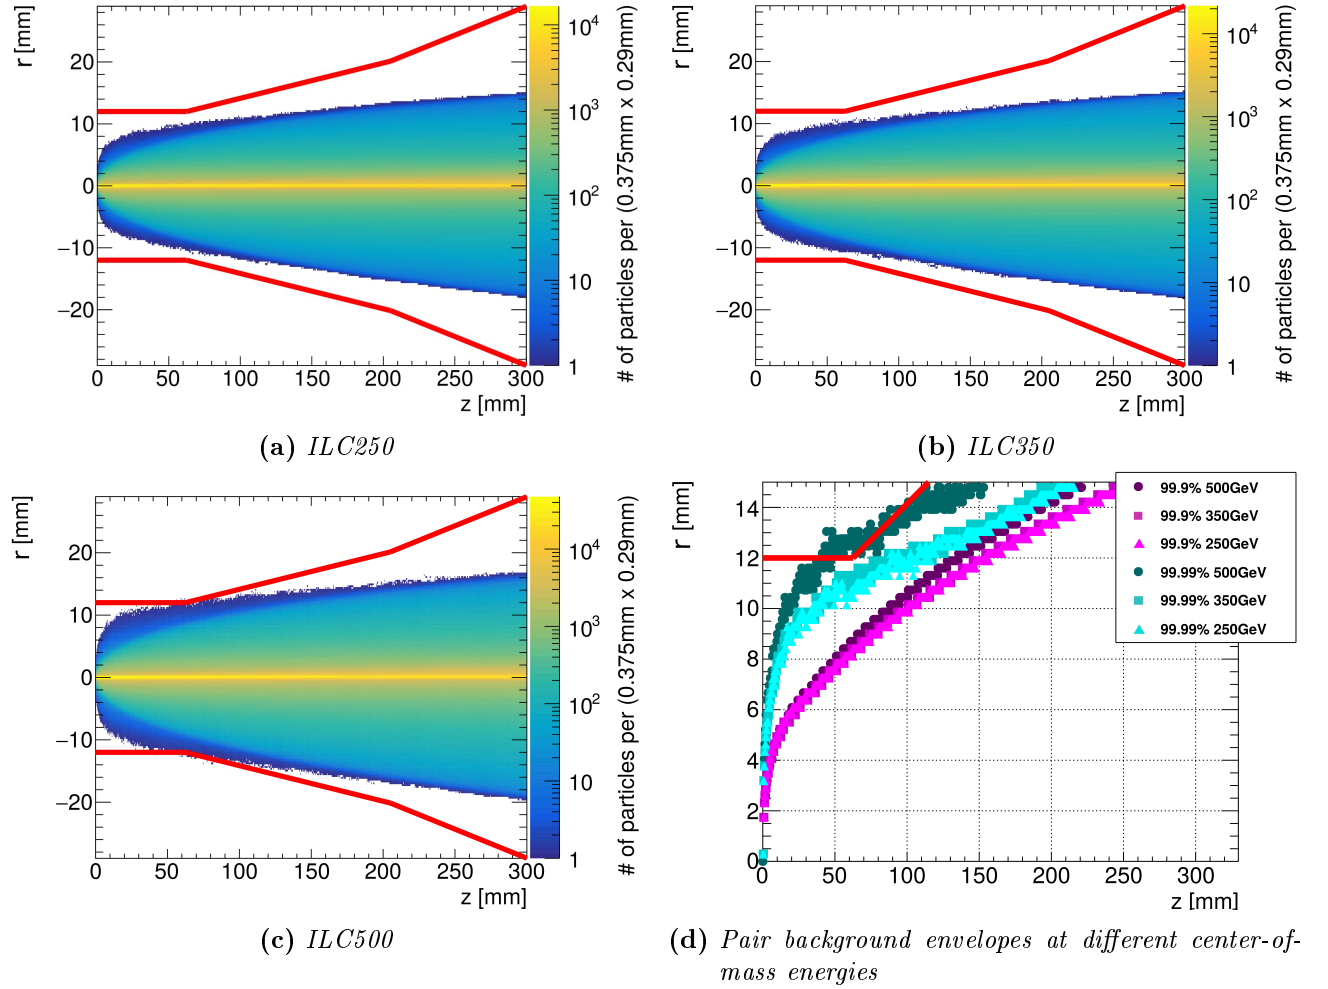 r [mm]
20
10
0
−10
−20
0 50 100 150 200 250 300
z [mm]
10⁴
10³
10²
10
1
# of particles per (0.375mm x 0.29mm)
(a) ILC250
r [mm]
20
10
0
−10
−20
0 50 100 150 200 250 300
z [mm]
10⁴
10³
10²
10
1
# of particles per (0.375mm x 0.29mm)
(b) ILC350
r [mm]
20
10
0
−10
−20
0 50 100 150 200 250 300
z [mm]
10⁴
10³
10²
10
1
# of particles per (0.375mm x 0.29mm)
(c) ILC500
r [mm]
14
12
10
8
6
4
2
0
0 50 100 150 200 250 300
z [mm]
99.9% 500GeV
99.9% 350GeV
99.9% 250GeV
99.99% 500GeV
99.99% 350GeV
99.99% 250GeV
(d) Pair background envelopes at different center-of-
mass energies